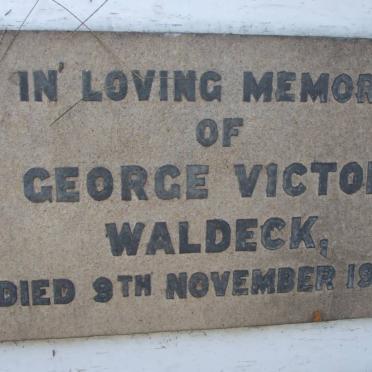 IN LOVING MEMOR
OF
GEORGE VICTO
WALDECK,
DIED 9TH NOVEMBER 19